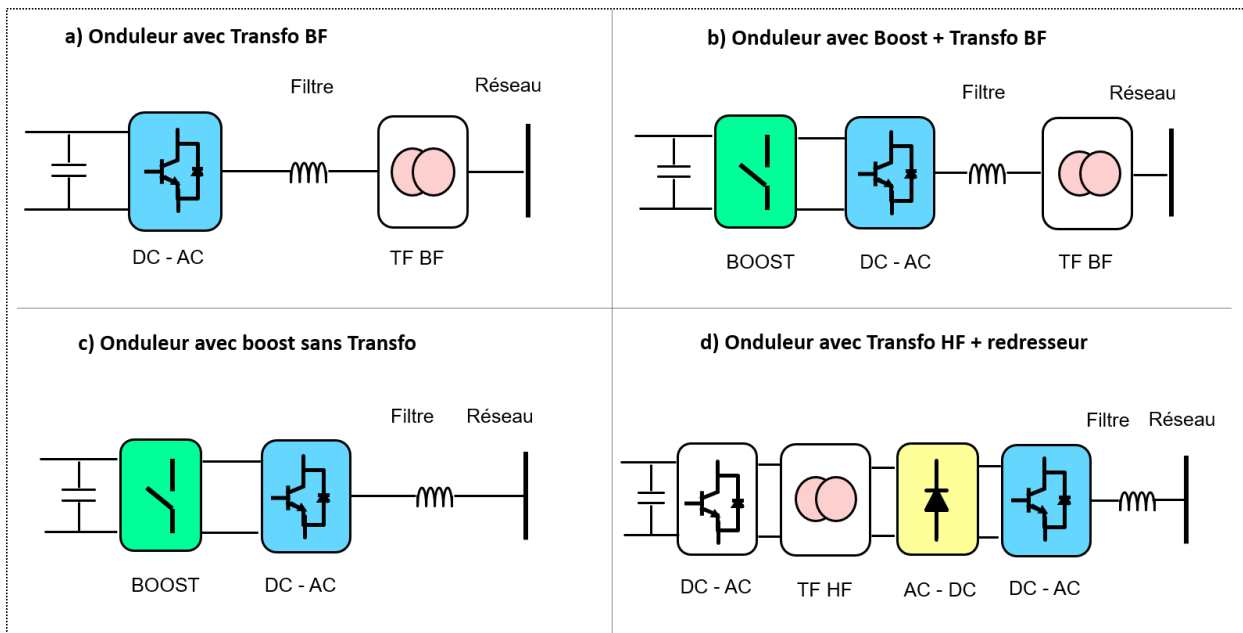 a) Onduleur avec Transfo BF
Filtre
Réseau
DC - AC
TF BF
b) Onduleur avec Boost + Transfo BF
Filtre
Réseau
BOOST
DC - AC
TF BF
c) Onduleur avec boost sans Transfo
Filtre
Réseau
BOOST
DC - AC
d) Onduleur avec Transfo HF + redresseur
Filtre
Réseau
DC - AC
TF HF
AC - DC
DC - AC